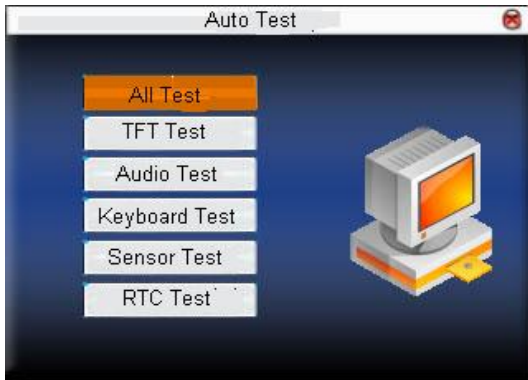 Auto Test
All Test
TFT Test
Audio Test
Keyboard Test
Sensor Test
RTC Test